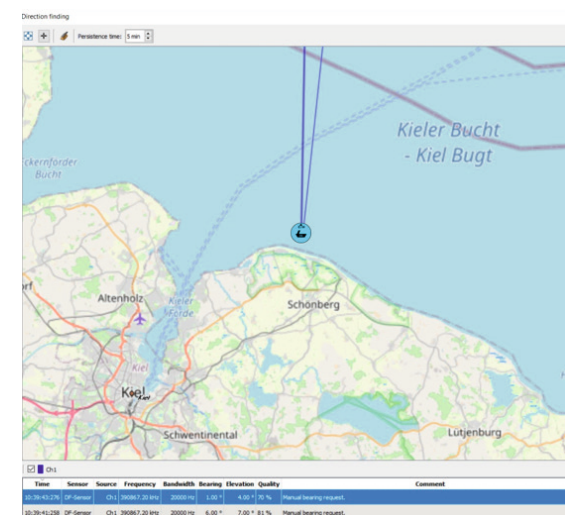 Direction finding
Persistence time: 5 min
Kieler Bucht
- Kiel Bugt
ckernförder
Bucht
rf
Altenholz
Kieler
Förde
Schönberg
Kiel
Kiel
Schwentinental
Lütjenburg
Ch1
Time Sensor Source Frequency Bandwidth Bearing Elevation Quality Comment
10:39:43:276 DF-Sensor Ch1 390867.20 kHz 20000 Hz 1.00 ° 4.00 ° 70 % Manual bearing request.
10:39:41:258 DF-Sensor Ch1 390867.20 kHz 20000 Hz 6.00 ° 7.00 ° 81 % Manual bearing request.